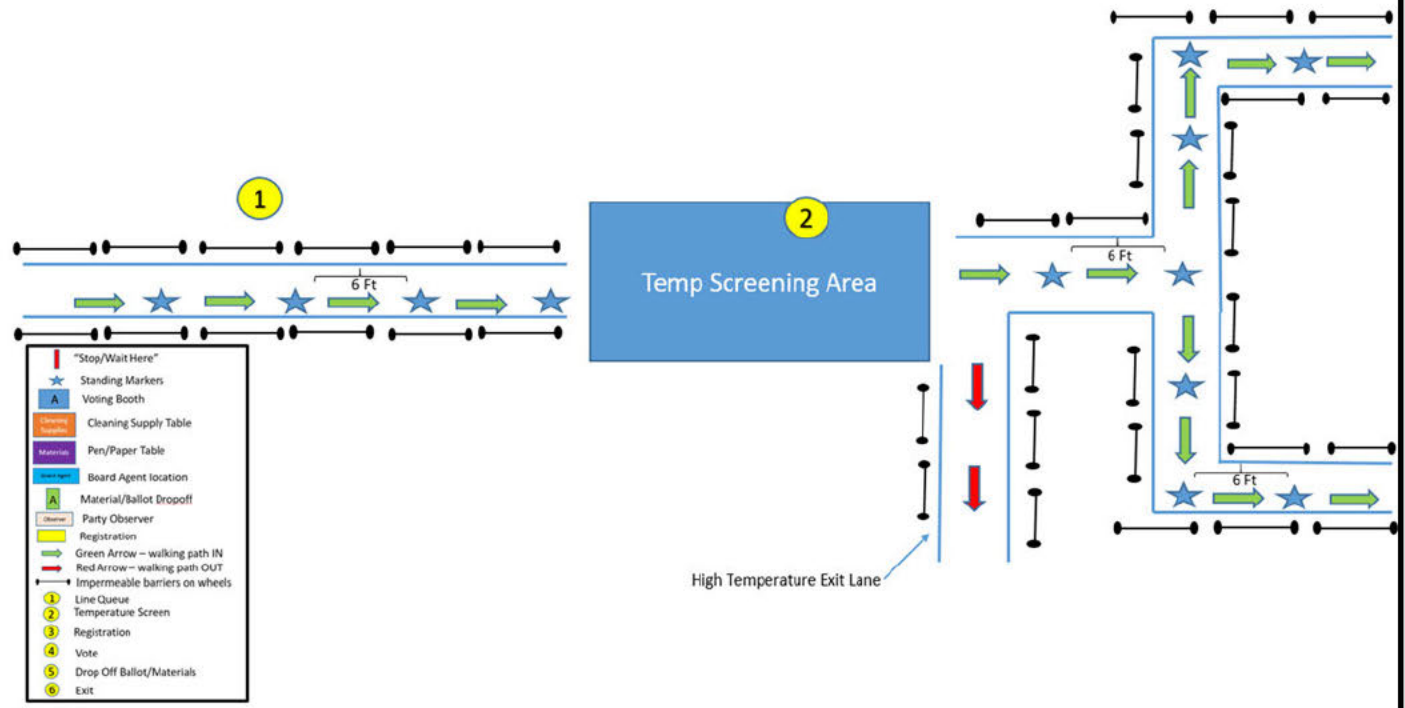 1
6 Ft
2
Temp Screening Area
6 Ft
6 Ft
High Temperature Exit Lane
"Stop/Wait Here"
Standing Markers
A Voting Booth
Cleaning
Supplies
Cleaning Supply Table
Materials Pen/Paper Table
Board Agent Board Agent location
A Material/Ballot Dropoff
Observer Party Observer
Registration
Green Arrow – walking path IN
Red Arrow – walking path OUT
Impermeable barriers on wheels
1 Line Queue
2 Temperature Screen
3 Registration
4 Vote
5 Drop Off Ballot/Materials
6 Exit